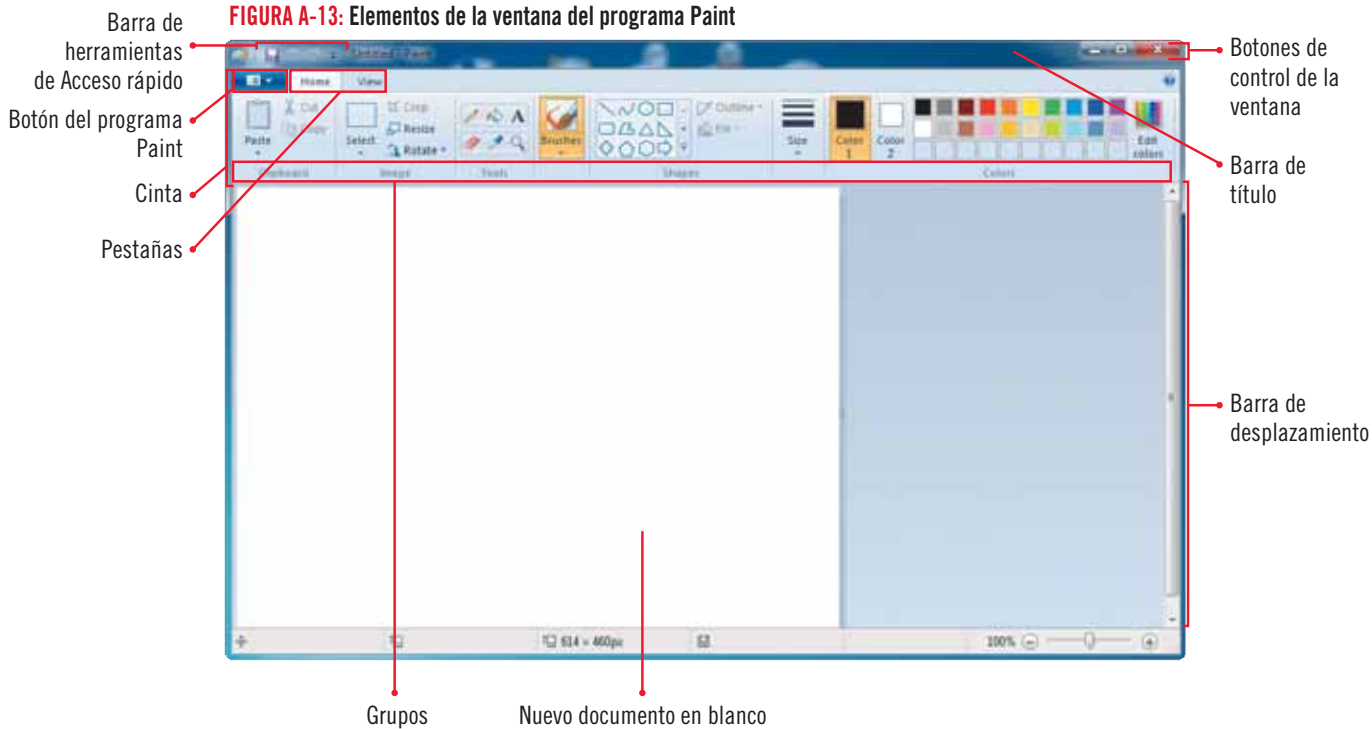 FIGURA A-13: Elementos de la ventana del programa Paint
Barra de
herramientas
de Acceso rápido
Botón del programa
Paint
Cinta
Pestañas
Botones de
control de la
ventana
Barra de
título
Barra de
desplazamiento
Grupos
Nuevo documento en blanco
Untitled - Paint
Home View
Paste
Cut
Copy
Select
Crop
Resize
Rotate
A
Brushes
Outline
Fill
Size
Color
1
Color
2
Edit
colors
Clipboard Image Tools Shapes Colors
614 × 460px
100%